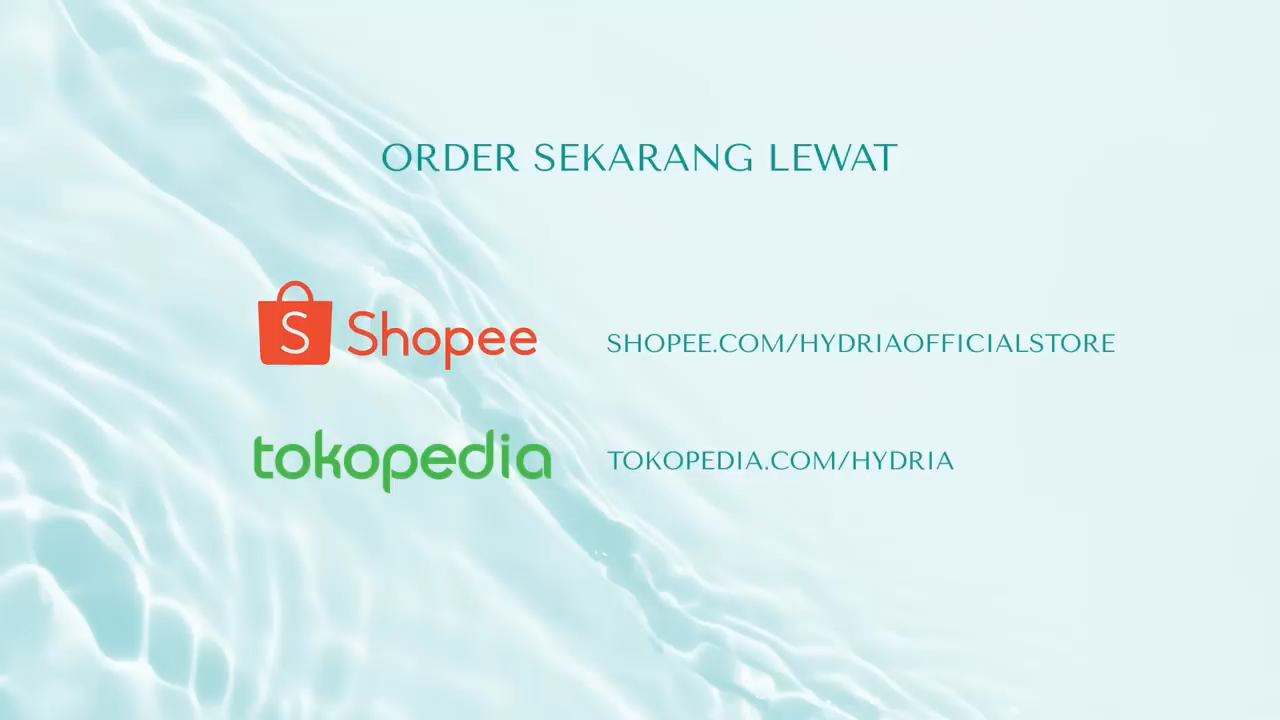 ORDER SEKARANG LEWAT
S Shopee SHOPEE.COM/HYDRIAOFFICIALSTORE
tokopedia TOKOPEDIA.COM/HYDRIA